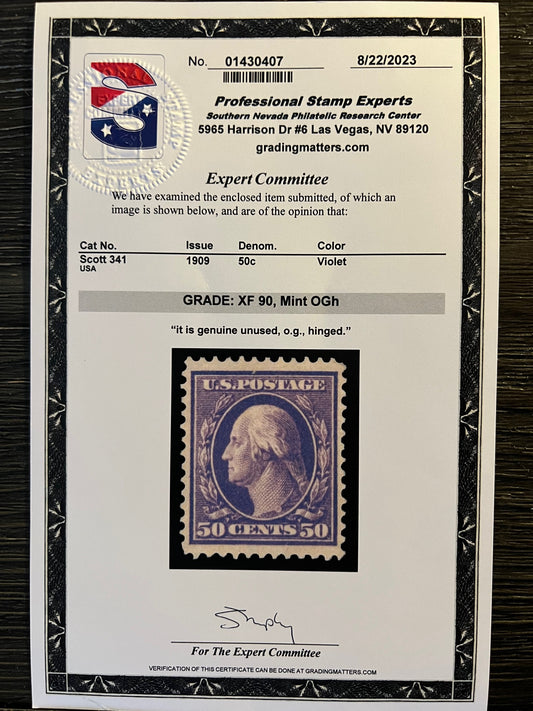 No. 01430407 8/22/2023
Professional Stamp Experts
Southern Nevada Philatelic Research Center
5965 Harrison Dr #6 Las Vegas, NV 89120
gradingmatters.com
Expert Committee
We have examined the enclosed item submitted, of which an
image is shown below, and are of the opinion that:
Cat No. Issue Denom. Color
Scott 341 1909 50c Violet
USA
GRADE: XF 90, Mint OGh
“it is genuine unused, o.g., hinged.”
U.S. POSTAGE
50 CENTS 50
For The Expert Committee
VERIFICATION OF THIS CERTIFICATE CAN BE DONE AT GRADINGMATTERS.COM